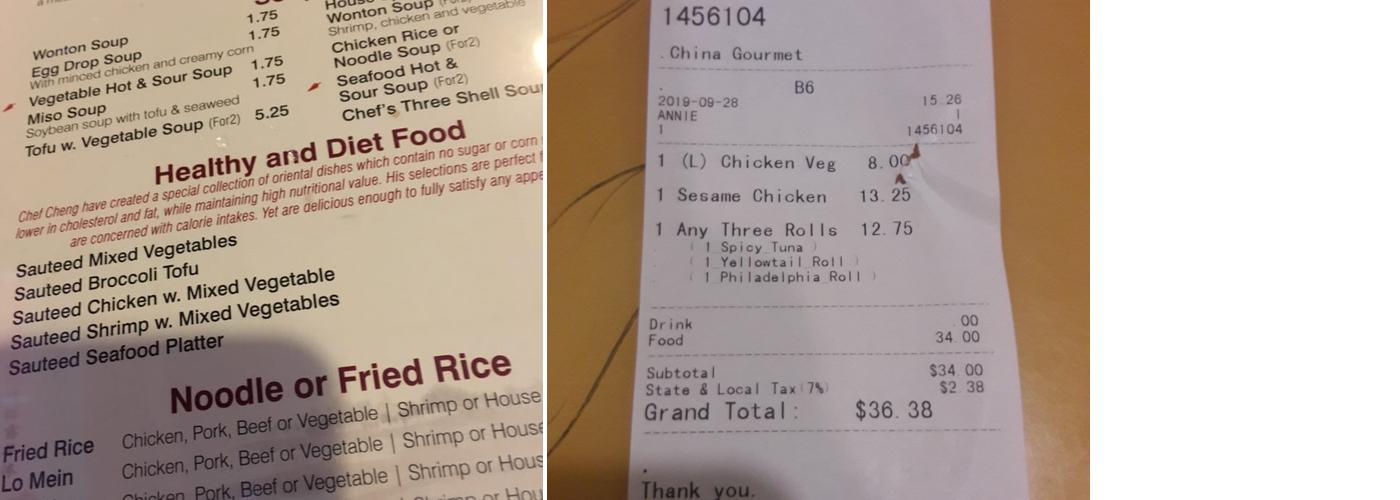 1.75
Wonton Soup 1.75
Egg Drop Soup
With minced chicken and creamy corn
Vegetable Hot & Sour Soup 1.75
Miso Soup 1.75
Soybean soup with tofu & seaweed
Tofu w. Vegetable Soup (For2) 5.25
Wonton Soup
Shrimp, chicken and vegetable
Chicken Rice or
Noodle Soup (For2)
Seafood Hot &
Sour Soup (For2)
Chef's Three Shell Sou
Healthy and Diet Food
Chef Cheng have created a special collection of oriental dishes which contain no sugar or corn
lower in cholesterol and fat, while maintaining high nutritional value. His selections are perfect f
are concerned with calorie intakes. Yet are delicious enough to fully satisfy any appe
Sauteed Mixed Vegetables
Sauteed Broccoli Tofu
Sauteed Chicken w. Mixed Vegetable
Sauteed Shrimp w. Mixed Vegetables
Sauteed Seafood Platter
Noodle or Fried Rice
Fried Rice Chicken, Pork, Beef or Vegetable | Shrimp or House
Lo Mein Chicken, Pork, Beef or Vegetable | Shrimp or House
Chicken, Pork, Beef or Vegetable | Shrimp or Hou
1456104
.China Gourmet
B6
2019-09-28 15:26
ANNIE 1
1 1456104
1 (L) Chicken Veg 8.00
1 Sesame Chicken 13.25
1 Any Three Rolls 12.75
( 1 Spicy Tuna )
( 1 Yellowtail Roll )
( 1 Philadelphia Roll )
Drink .00
Food 34.00
Subtotal $34.00
State & Local Tax(7%) $2.38
Grand Total: $36.38
.
Thank you.